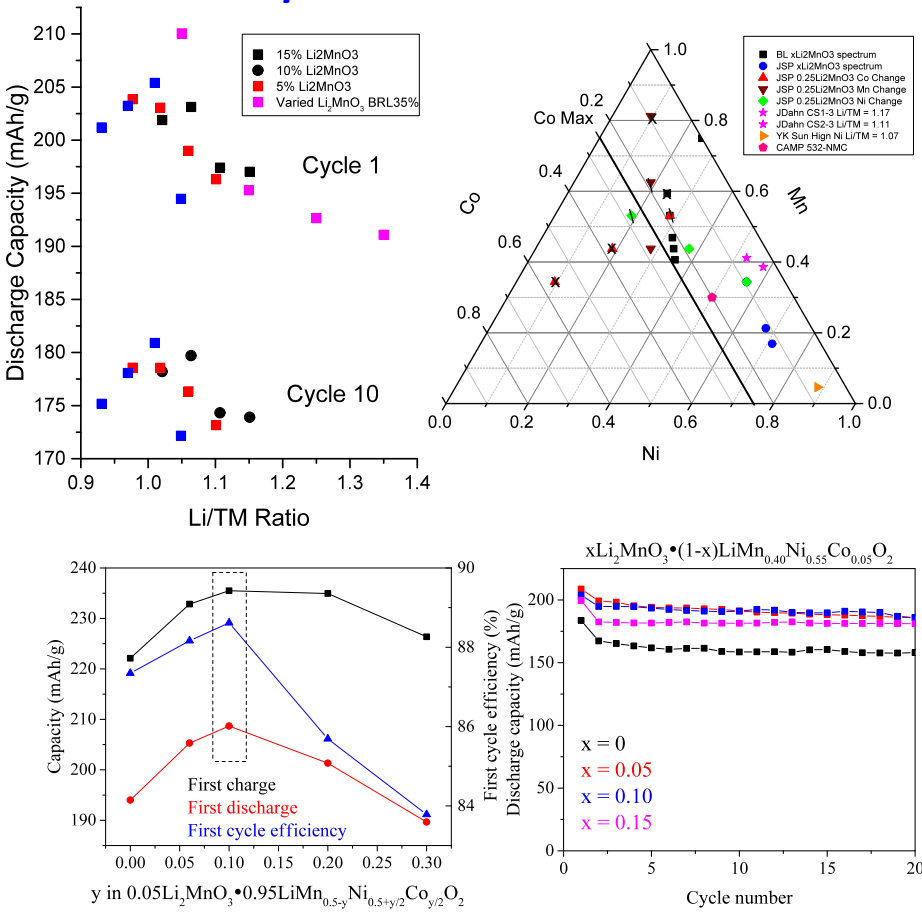 210
205
200
195
190
185
180
175
170
0.9
1.0
1.1
1.2
1.3
1.4
Discharge Capacity (mAh/g)
Li/TM Ratio
15% Li2MnO3
10% Li2MnO3
5% Li2MnO3
Varied Li₂MnO₃ BRL35%
Cycle 1
Cycle 10
BL xLi2MnO3 spectrum
JSP xLi2MnO3 spectrum
JSP 0.25Li2MnO3 Co Change
JSP 0.25Li2MnO3 Mn Change
JSP 0.25Li2MnO3 Ni Change
JDahn CS1-3 Li/TM = 1.17
JDahn CS2-3 Li/TM = 1.11
YK Sun Hign Ni Li/TM = 1.07
CAMP 532-NMC
Co Max
Co
Mn
Ni
0.2
0.4
0.6
0.8
1.0
0.8
0.6
0.4
0.2
0.0
0.0
0.2
0.4
0.6
0.8
1.0
240
230
220
210
200
190
Capacity (mAh/g)
90
88
86
84
First cycle efficiency (%)
First charge
First discharge
First cycle efficiency
0.00
0.05
0.10
0.20
0.30
y in 0.05Li₂MnO₃•0.95LiMn₀.₅₋yNi₀.₅₊y/₂Coy/₂O₂
xLi₂MnO₃•(1-x)LiMn₀.₄₀Ni₀.₅₅Co₀.₀₅O₂
200
150
100
50
0
Discharge capacity (mAh/g)
x = 0
x = 0.05
x = 0.10
x = 0.15
0
5
10
15
20
Cycle number